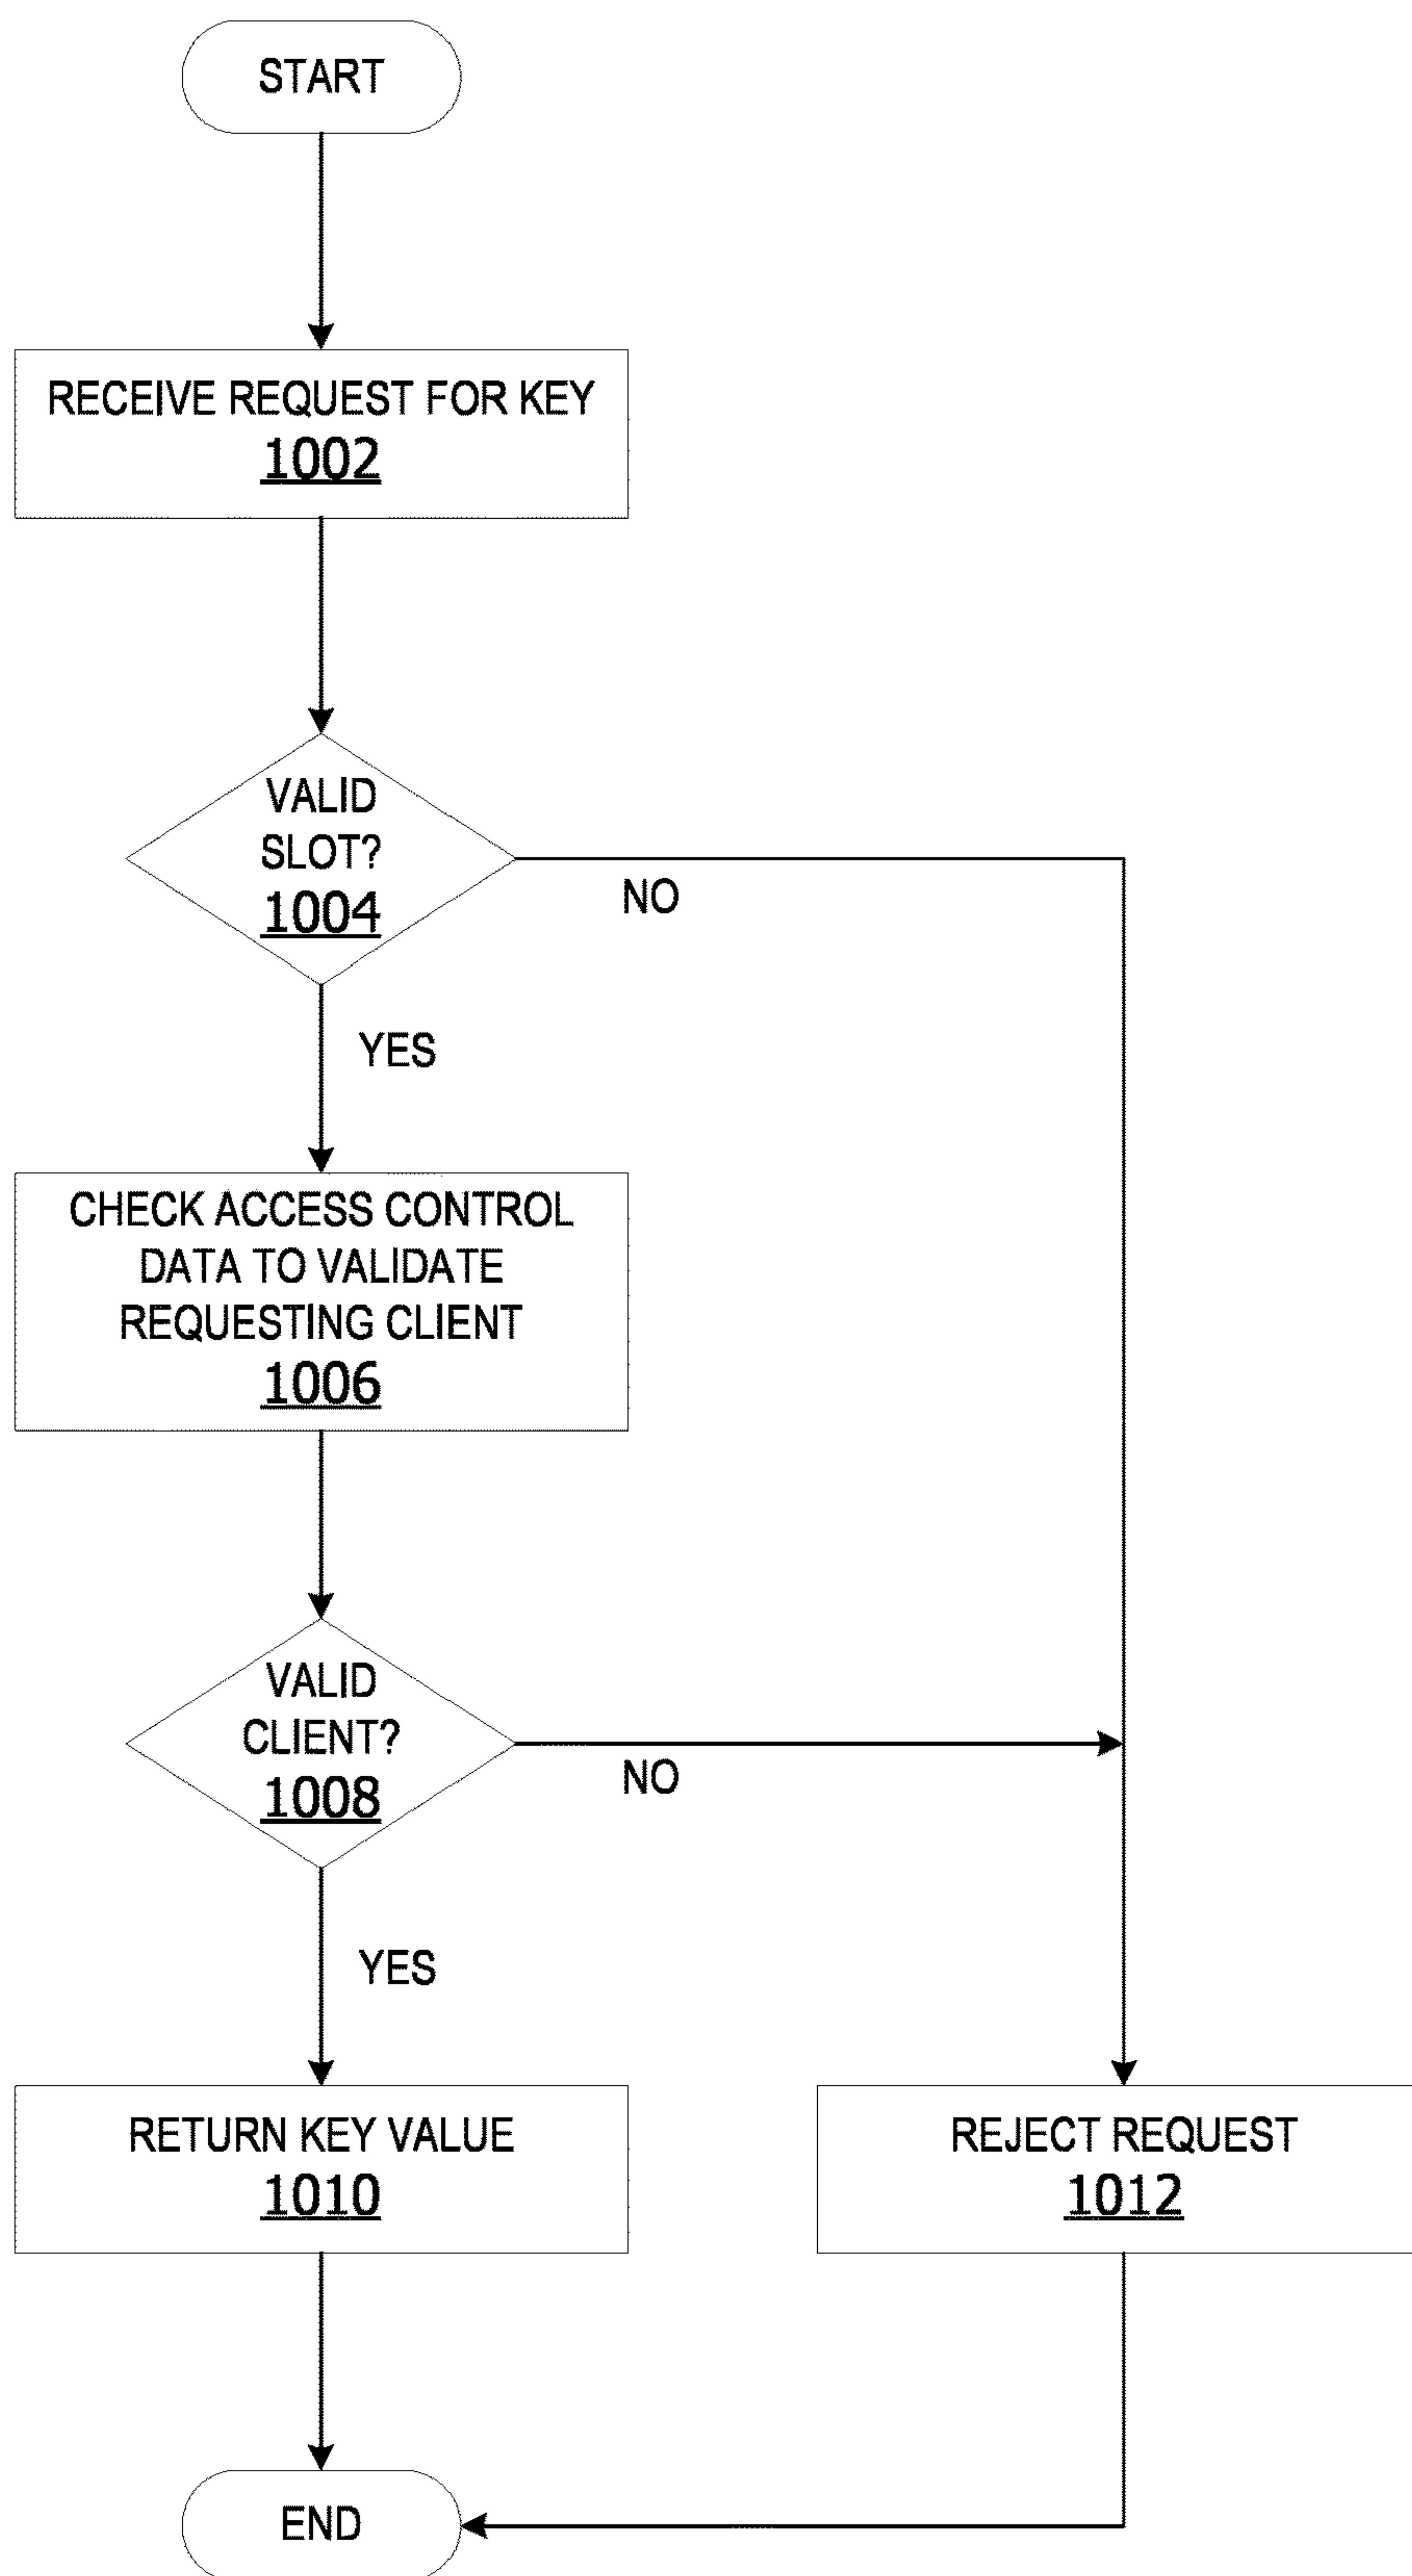 START
RECEIVE REQUEST FOR KEY
1002
VALID
SLOT?
1004
NO
YES
CHECK ACCESS CONTROL
DATA TO VALIDATE
REQUESTING CLIENT
1006
VALID
CLIENT?
1008
NO
YES
RETURN KEY VALUE
1010
REJECT REQUEST
1012
END